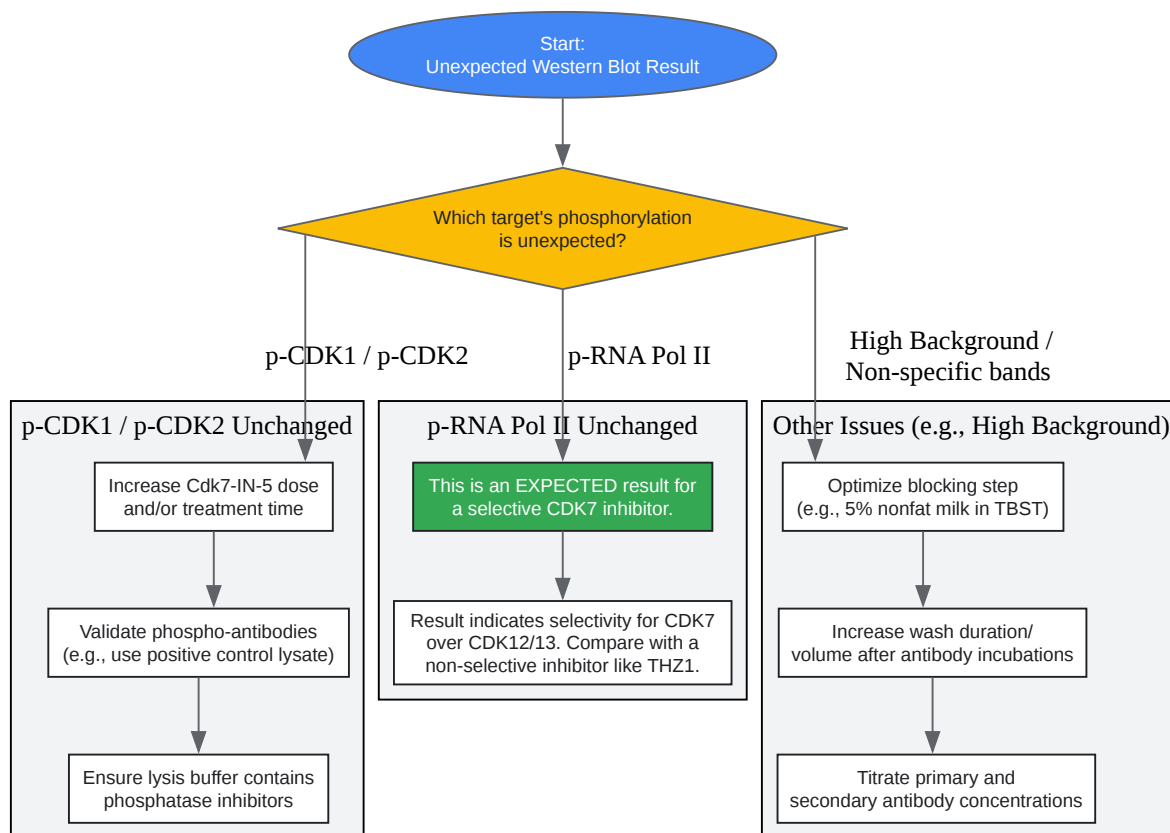 Start:
Unexpected Western Blot Result
Which target's phosphorylation
is unexpected?
p-CDK1 / p-CDK2
p-RNA Pol II
High Background /
Non-specific bands
p-CDK1 / p-CDK2 Unchanged
Increase Cdk7-IN-5 dose
and/or treatment time
Validate phospho-antibodies
(e.g., use positive control lysate)
Ensure lysis buffer contains
phosphatase inhibitors
p-RNA Pol II Unchanged
This is an EXPECTED result for
a selective CDK7 inhibitor.
Result indicates selectivity for CDK7
over CDK12/13. Compare with a
non-selective inhibitor like THZ1.
Other Issues (e.g., High Background)
Optimize blocking step
(e.g., 5% nonfat milk in TBST)
Increase wash duration/
volume after antibody incubations
Titrate primary and
secondary antibody concentrations